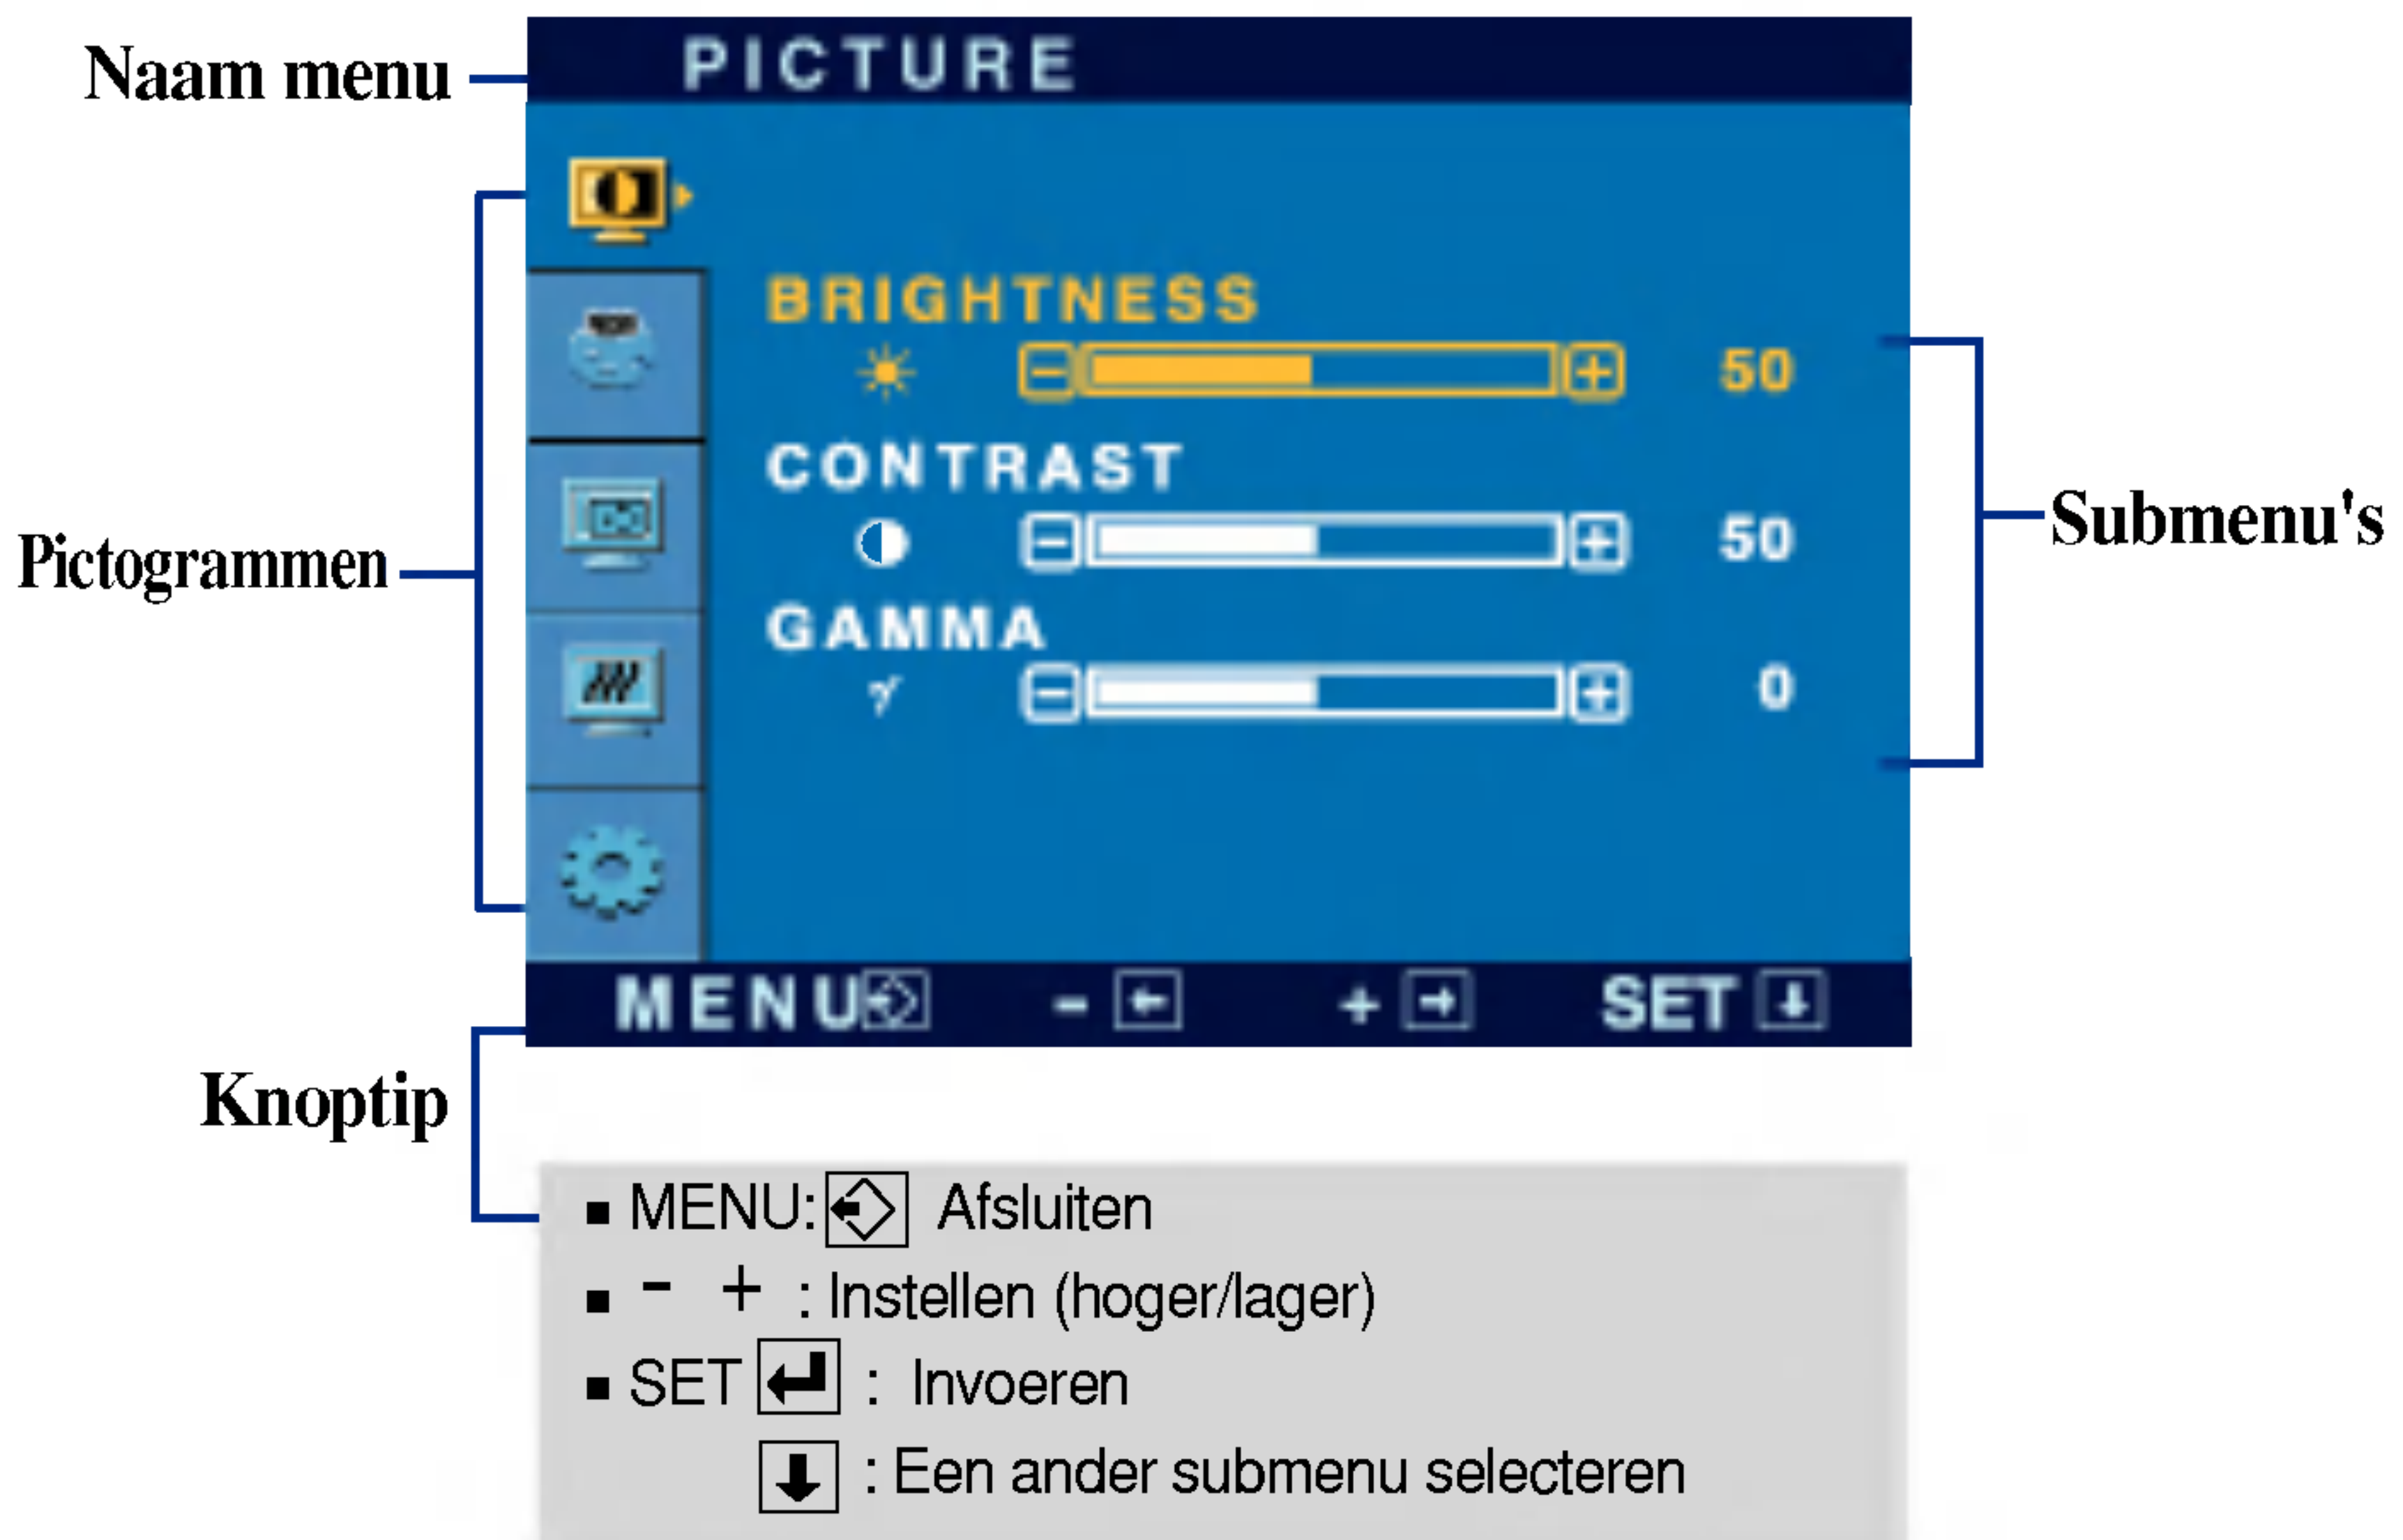 Naam menu
PICTURE
BRIGHTNESS
50
CONTRAST
50
GAMMA
0
Pictogrammen
Submenu's
MENU - + SET
Knoptip
■ MENU: Afsluiten
■ - + : Instellen (hoger/lager)
■ SET : Invoeren
: Een ander submenu selecteren